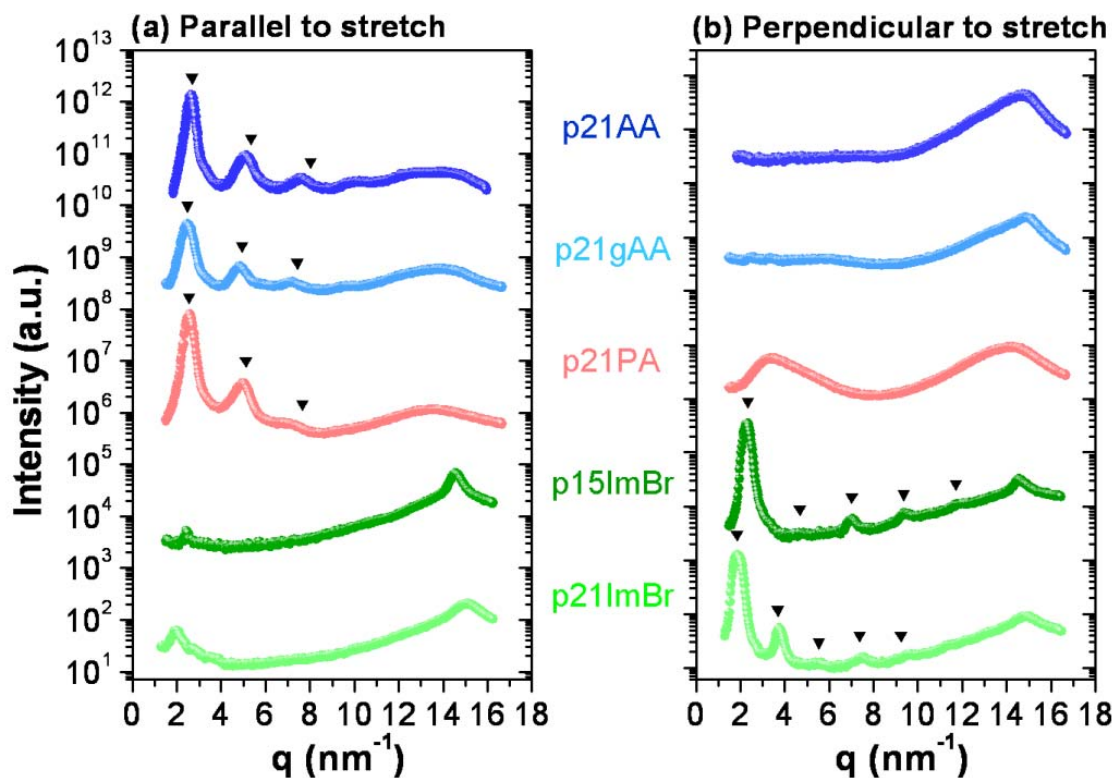 (a) Parallel to stretch
(b) Perpendicular to stretch
Intensity (a.u.)
10^13
10^12
10^11
10^10
10^9
10^8
10^7
10^6
10^5
10^4
10^3
10^2
10^1
p21AA
p21gAA
p21PA
p15ImBr
p21ImBr
0 2 4 6 8 10 12 14 16 18
0 2 4 6 8 10 12 14 16 18
q (nm^-1)
q (nm^-1)